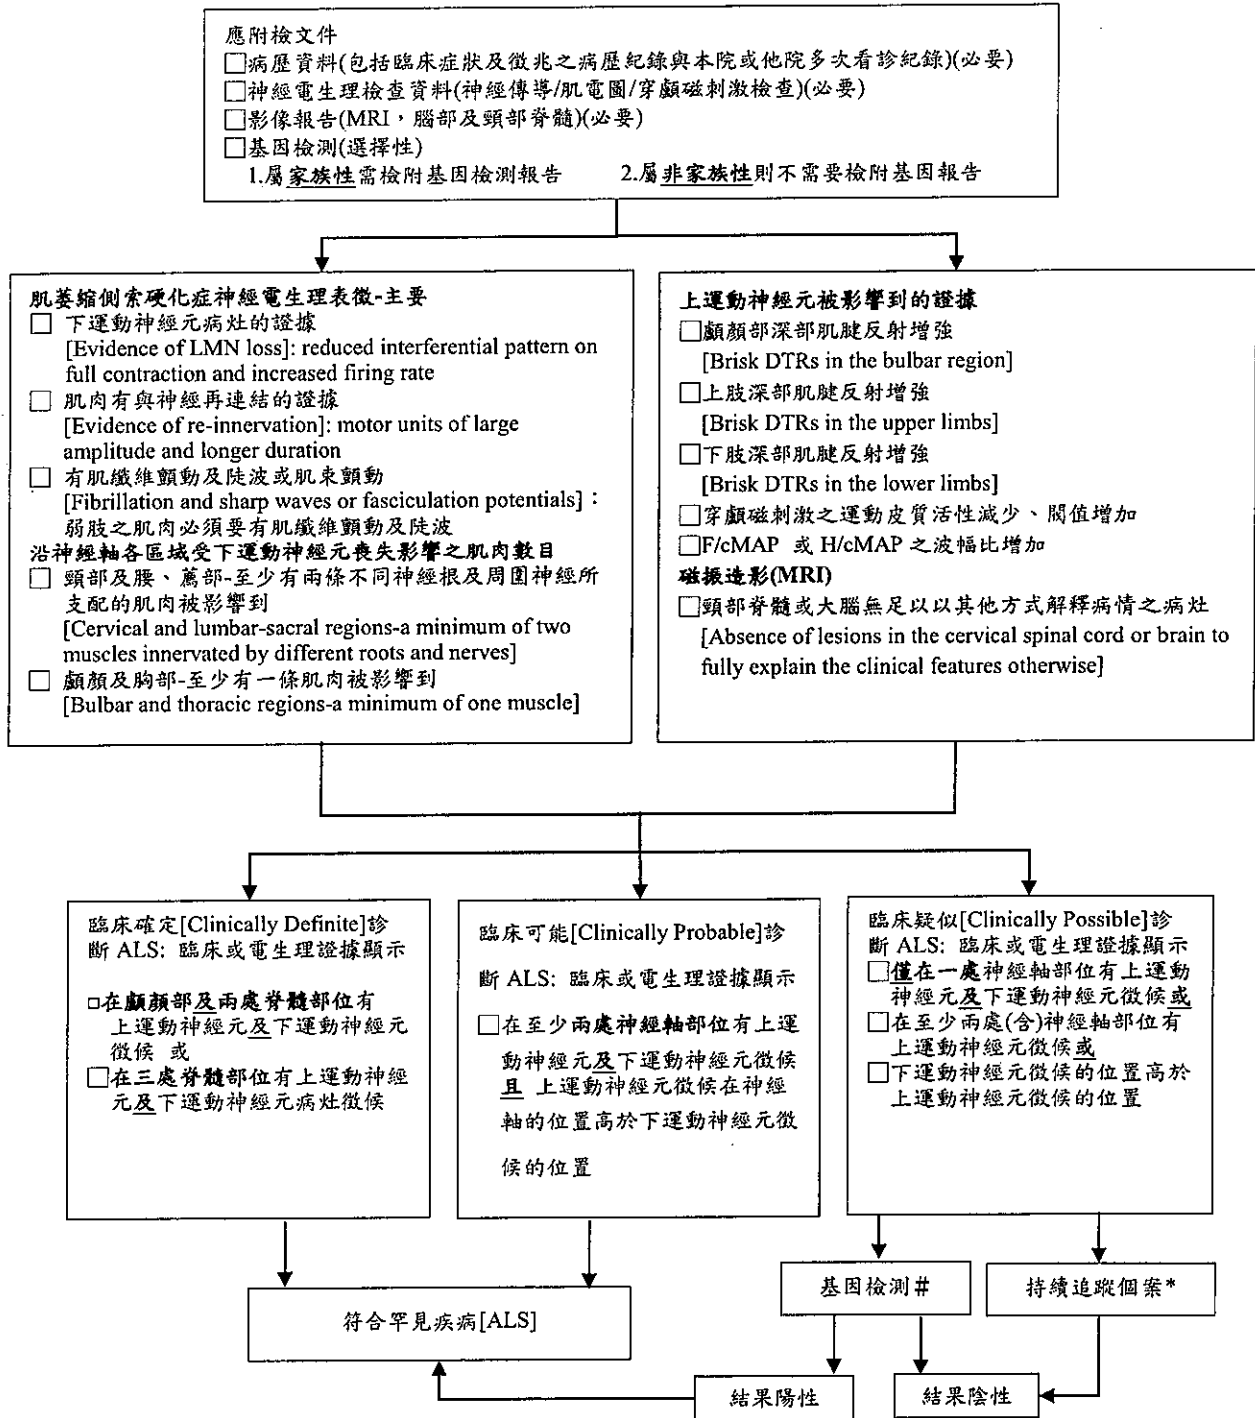 應附檢文件
□病歷資料(包括臨床症狀及徵兆之病歷紀錄與本院或他院多次看診紀錄)(必要)
□神經電生理檢查資料(神經傳導/肌電圖/穿顱磁刺激檢查)(必要)
□影像報告(MRI，腦部及頸部脊髓)(必要)
□基因檢測(選擇性)
1.屬家族性需檢附基因檢測報告 2.屬非家族性則不需要檢附基因報告
肌萎縮側索硬化症神經電生理表徵-主要
□ 下運動神經元病灶的證據
[Evidence of LMN loss]: reduced interferential pattern on
full contraction and increased firing rate
□ 肌肉有與神經再連結的證據
[Evidence of re-innervation]: motor units of large
amplitude and longer duration
□ 有肌纖維顫動及陡波或肌束顫動
[Fibrillation and sharp waves or fasciculation potentials]：
弱肢之肌肉必須要有肌纖維顫動及陡波
沿神經軸各區域受下運動神經元喪失影響之肌肉數目
□ 頸部及腰、薦部-至少有兩條不同神經根及周圍神經所
支配的肌肉被影響到
[Cervical and lumbar-sacral regions-a minimum of two
muscles innervated by different roots and nerves]
□ 顱顏及胸部-至少有一條肌肉被影響到
[Bulbar and thoracic regions-a minimum of one muscle]
上運動神經元被影響到的證據
□顱顏部深部肌腱反射增強
[Brisk DTRs in the bulbar region]
□上肢深部肌腱反射增強
[Brisk DTRs in the upper limbs]
□下肢深部肌腱反射增強
[Brisk DTRs in the lower limbs]
□穿顱磁刺激之運動皮質活性減少、閥值增加
□F/cMAP 或 H/cMAP 之波幅比增加
磁振造影(MRI)
□頸部脊髓或大腦無足以以其他方式解釋病情之病灶
[Absence of lesions in the cervical spinal cord or brain to
fully explain the clinical features otherwise]
臨床確定[Clinically Definite]診
斷 ALS: 臨床或電生理證據顯示
□在顱顏部及兩處脊髓部位有
上運動神經元及下運動神經元
徵候 或
□在三處脊髓部位有上運動神經
元及下運動神經元病灶徵候
臨床可能[Clinically Probable]診
斷 ALS: 臨床或電生理證據顯示
□在至少兩處神經軸部位有上運
動神經元及下運動神經元徵候
且 上運動神經元徵候在神經
軸的位置高於下運動神經元徵
候的位置
臨床疑似[Clinically Possible]診
斷 ALS: 臨床或電生理證據顯示
□僅在一處神經軸部位有上運動
神經元及下運動神經元徵候或
□在至少兩處(含)神經軸部位有
上運動神經元徵候或
□下運動神經元徵候的位置高於
上運動神經元徵候的位置
基因檢測#
持續追蹤個案*
符合罕見疾病[ALS]
結果陽性
結果陰性